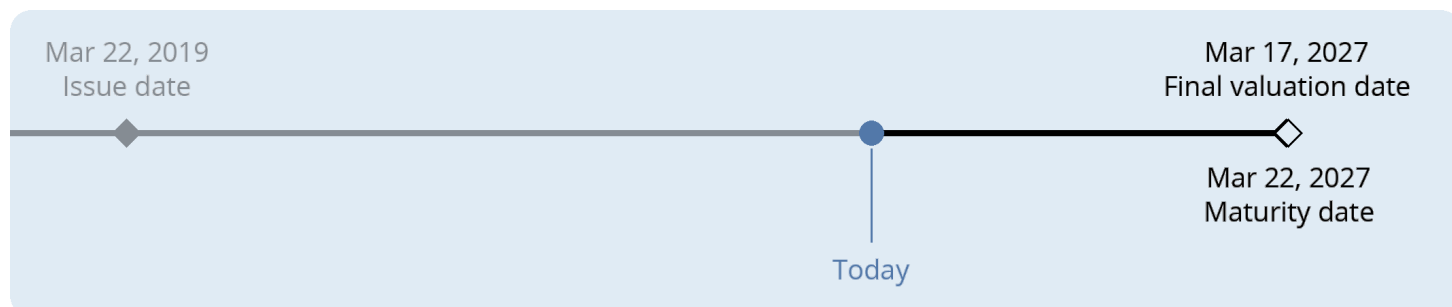 Mar 22, 2019
Issue date
Mar 17, 2027
Final valuation date
Mar 22, 2027
Maturity date
Today